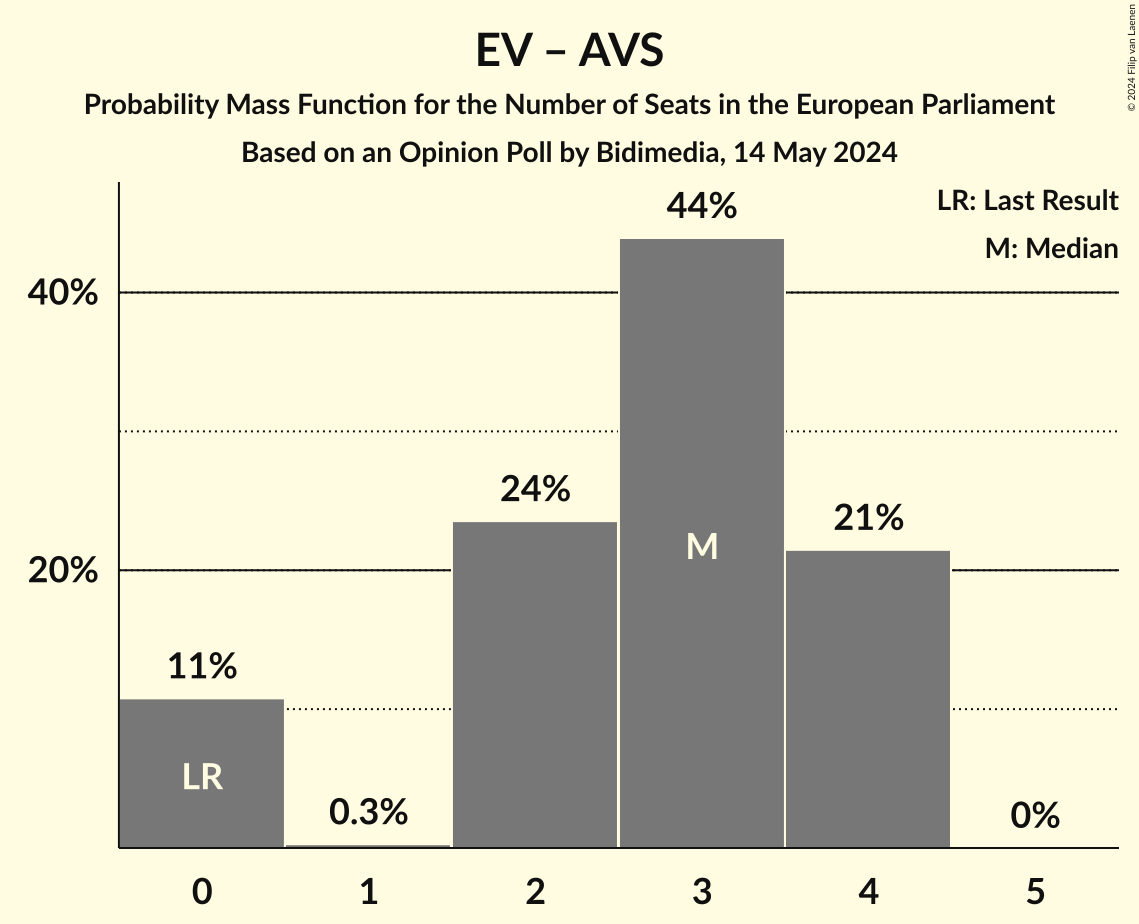 EV – AVS
Probability Mass Function for the Number of Seats in the European Parliament
Based on an Opinion Poll by Bidimedia, 14 May 2024
© 2024 Filip van Laenen
LR: Last Result
M: Median
44%
40%
24%
21%
M
20%
11%
LR
0.3%
0%
0 1 2 3 4 5